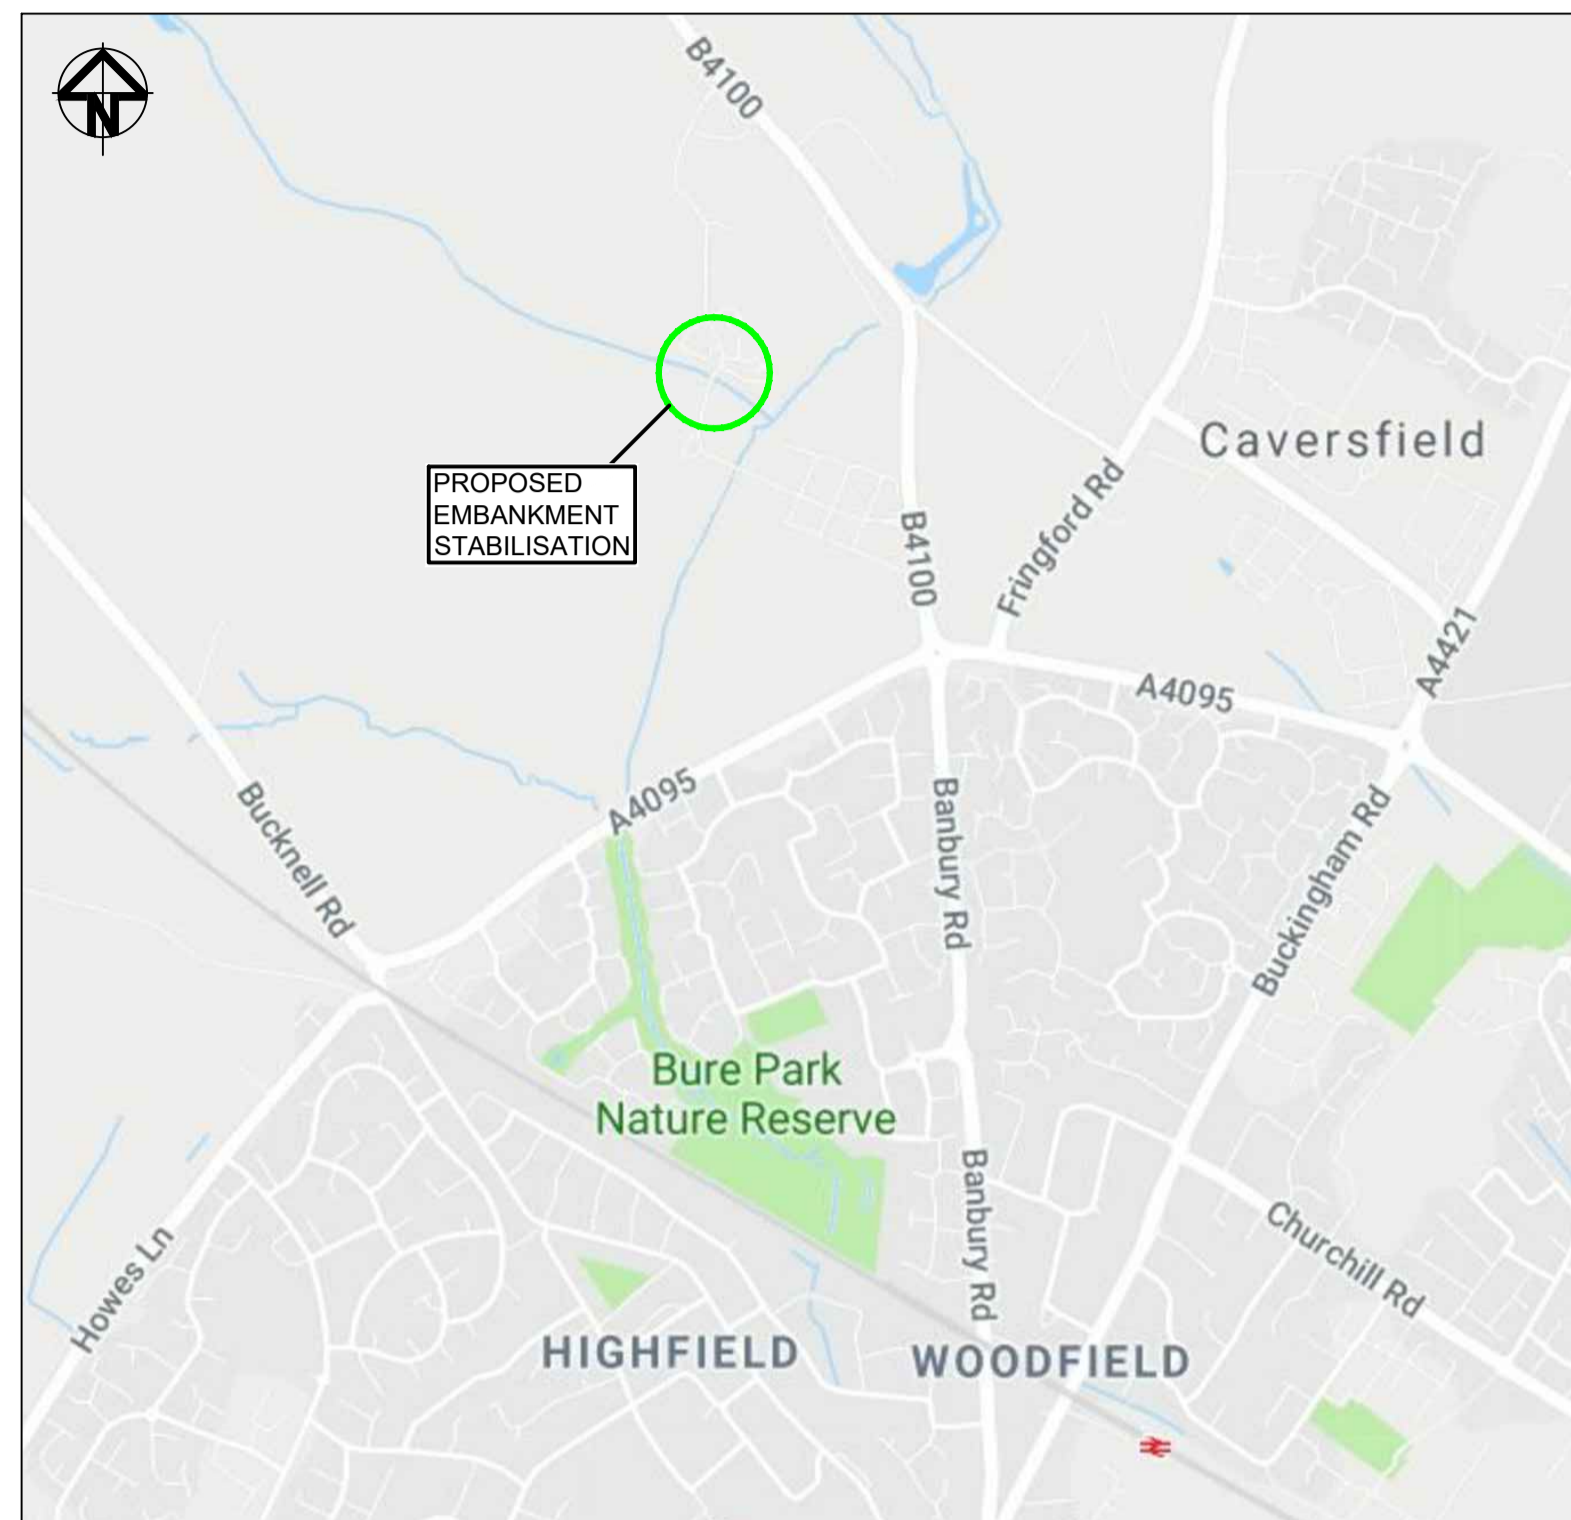 N
B4100
Caversfield
PROPOSED
EMBANKMENT
STABILISATION
B4100
Fringford Rd
A4421
A4095
A4095
Bucknell Rd
Banbury Rd
Buckingham Rd
Bure Park
Nature Reserve
Banbury Rd
Churchill Rd
Howes Ln
HIGHFIELD
WOODFIELD